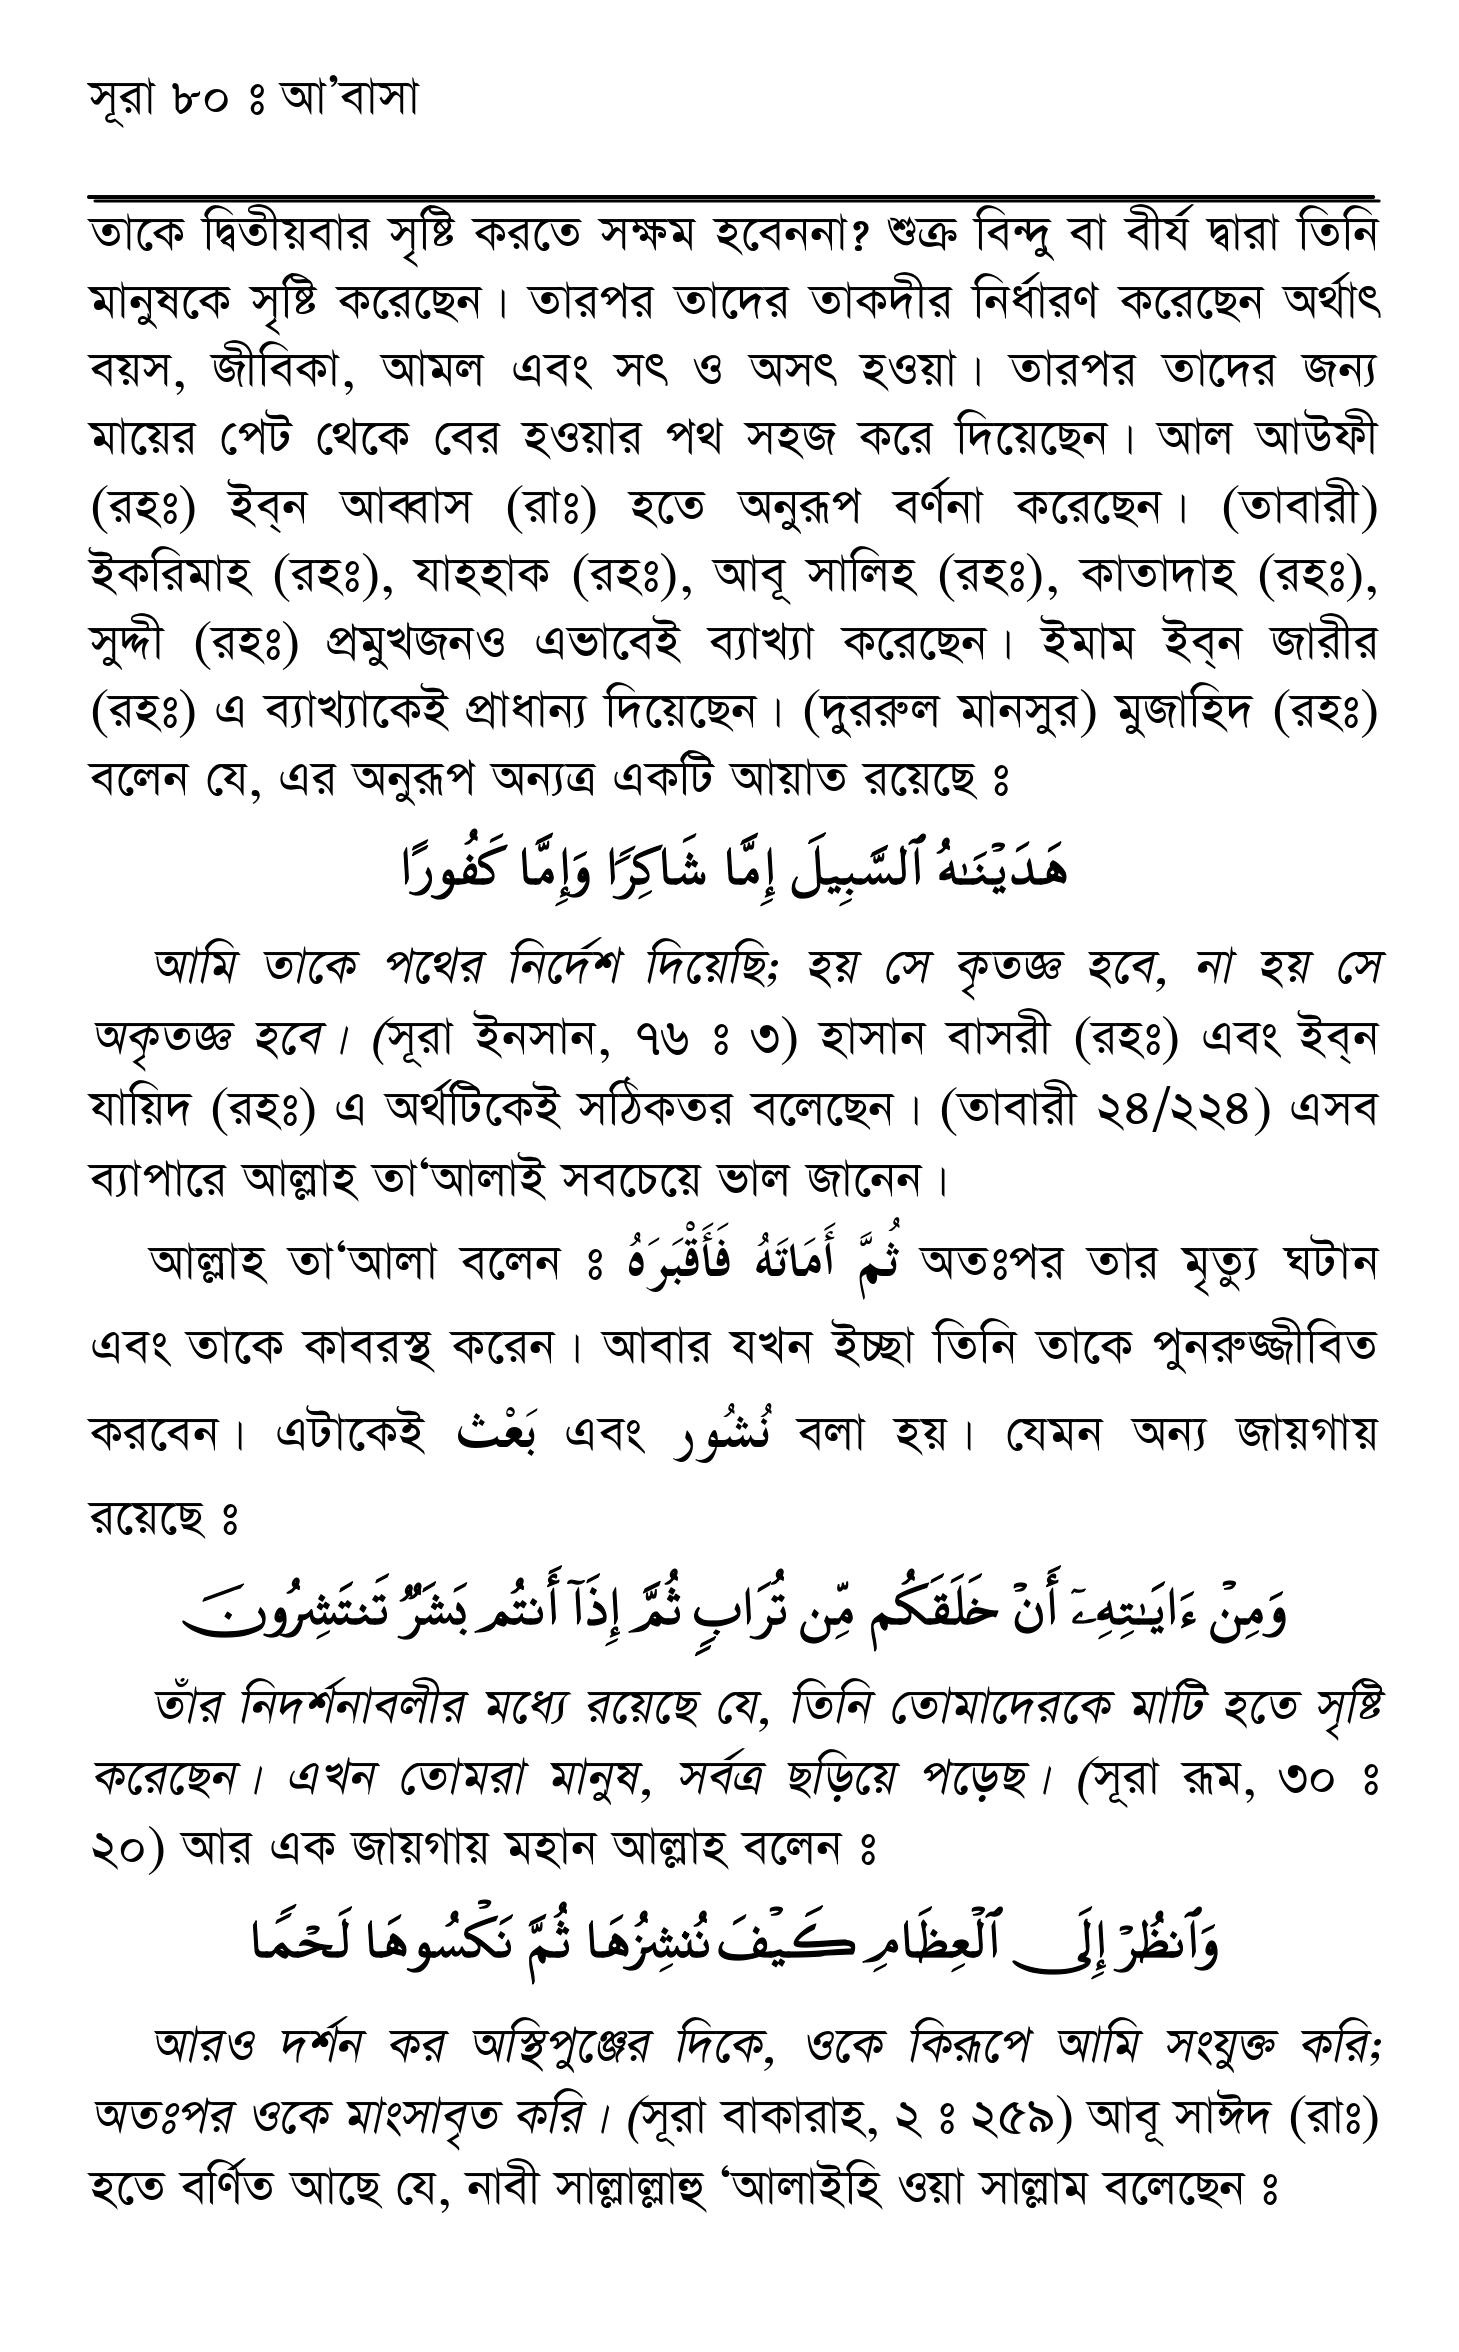 সূরা ৮০ ঃ আ’বাসা
তাকে দ্বিতীয়বার সৃষ্টি করতে সক্ষম হবেননা? শুক্র বিন্দু বা বীর্য দ্বারা তিনি
মানুষকে সৃষ্টি করেছেন। তারপর তাদের তাকদীর নির্ধারণ করেছেন অর্থাৎ
বয়স, জীবিকা, আমল এবং সৎ ও অসৎ হওয়া। তারপর তাদের জন্য
মায়ের পেট থেকে বের হওয়ার পথ সহজ করে দিয়েছেন। আল আউফী
(রহঃ) ইব্‌ন আব্বাস (রাঃ) হতে অনুরূপ বর্ণনা করেছেন। (তাবারী)
ইকরিমাহ (রহঃ), যাহহাক (রহঃ), আবূ সালিহ (রহঃ), কাতাদাহ (রহঃ),
সুদ্দী (রহঃ) প্রমুখজনও এভাবেই ব্যাখ্যা করেছেন। ইমাম ইব্‌ন জারীর
(রহঃ) এ ব্যাখ্যাকেই প্রাধান্য দিয়েছেন। (দুররুল মানসুর) মুজাহিদ (রহঃ)
বলেন যে, এর অনুরূপ অন্যত্র একটি আয়াত রয়েছে ঃ
هَدَيْنَـٰهُ ٱلسَّبِيلَ إِمَّا شَاكِرًا وَإِمَّا كَفُورًا
আমি তাকে পথের নির্দেশ দিয়েছি; হয় সে কৃতজ্ঞ হবে, না হয় সে
অকৃতজ্ঞ হবে। (সূরা ইনসান, ৭৬ ঃ ৩) হাসান বাসরী (রহঃ) এবং ইব্‌ন
যায়িদ (রহঃ) এ অর্থটিকেই সঠিকতর বলেছেন। (তাবারী ২৪/২২৪) এসব
ব্যাপারে আল্লাহ তা‘আলাই সবচেয়ে ভাল জানেন।
আল্লাহ তা‘আলা বলেন ঃ ثُمَّ أَمَاتَهُ فَأَقْبَرَهُ অতঃপর তার মৃত্যু ঘটান
এবং তাকে কাবরস্থ করেন। আবার যখন ইচ্ছা তিনি তাকে পুনরুজ্জীবিত
করবেন। এটাকেই بَعْث এবং نُشُور বলা হয়। যেমন অন্য জায়গায়
রয়েছে ঃ
وَمِنْ ءَايَـٰتِهِۦٓ أَنْ خَلَقَكُم مِّن تُرَابٍ ثُمَّ إِذَآ أَنتُم بَشَرٌ تَنتَشِرُونَ
তাঁর নিদর্শনাবলীর মধ্যে রয়েছে যে, তিনি তোমাদেরকে মাটি হতে সৃষ্টি
করেছেন। এখন তোমরা মানুষ, সর্বত্র ছড়িয়ে পড়েছ। (সূরা রূম, ৩০ ঃ
২০) আর এক জায়গায় মহান আল্লাহ বলেন ঃ
وَٱنظُرْ إِلَى ٱلْعِظَامِ كَيْفَ نُنشِزُهَا ثُمَّ نَكْسُوهَا لَحْمًا
আরও দর্শন কর অস্থিপুঞ্জের দিকে, ওকে কিরূপে আমি সংযুক্ত করি;
অতঃপর ওকে মাংসাবৃত করি। (সূরা বাকারাহ, ২ ঃ ২৫৯) আবূ সাঈদ (রাঃ)
হতে বর্ণিত আছে যে, নাবী সাল্লাল্লাহু ‘আলাইহি ওয়া সাল্লাম বলেছেন ঃ